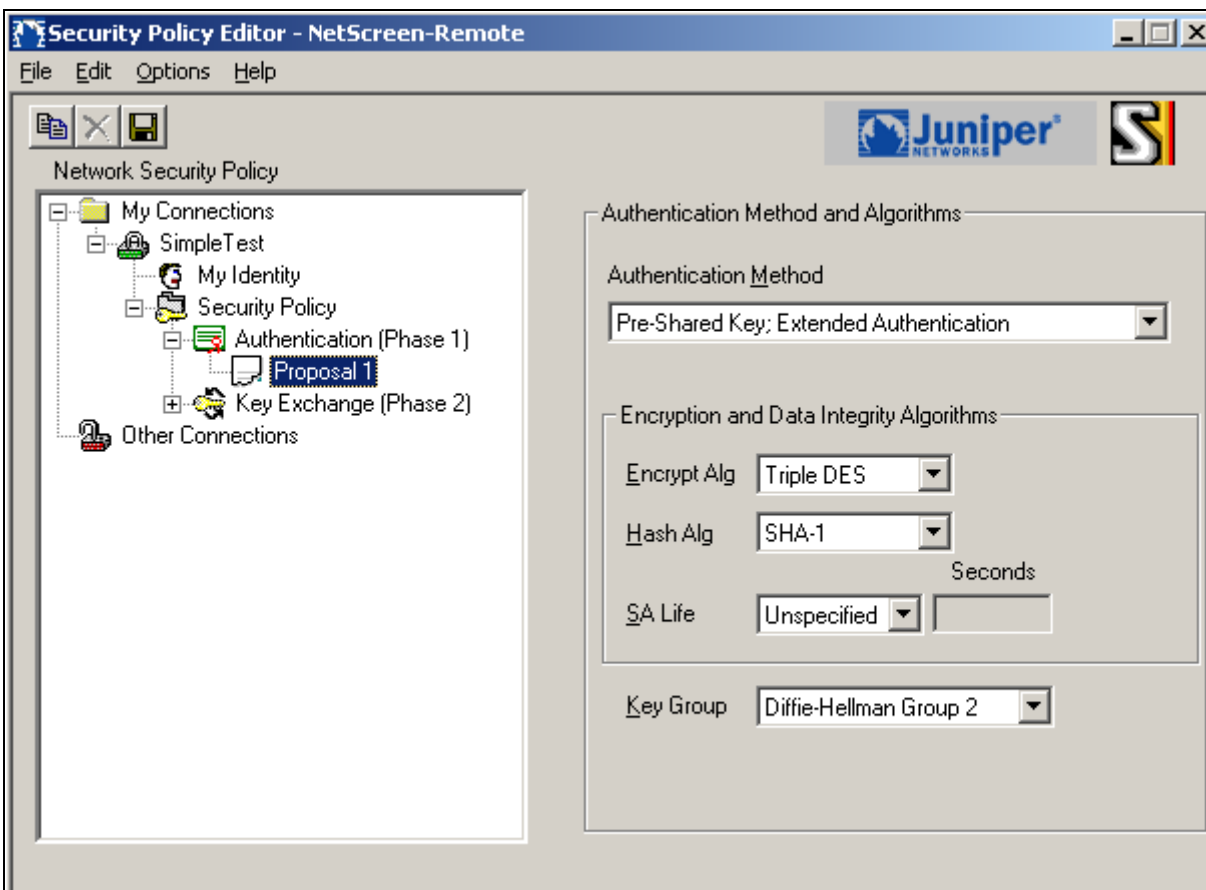 Security Policy Editor - NetScreen-Remote
File Edit Options Help
Juniper
NETWORKS
S
Network Security Policy
My Connections
SimpleTest
My Identity
Security Policy
Authentication (Phase 1)
Proposal 1
Key Exchange (Phase 2)
Other Connections
Authentication Method and Algorithms
Authentication Method
Pre-Shared Key; Extended Authentication
Encryption and Data Integrity Algorithms
Encrypt Alg Triple DES
Hash Alg SHA-1
Seconds
SA Life Unspecified
Key Group Diffie-Hellman Group 2